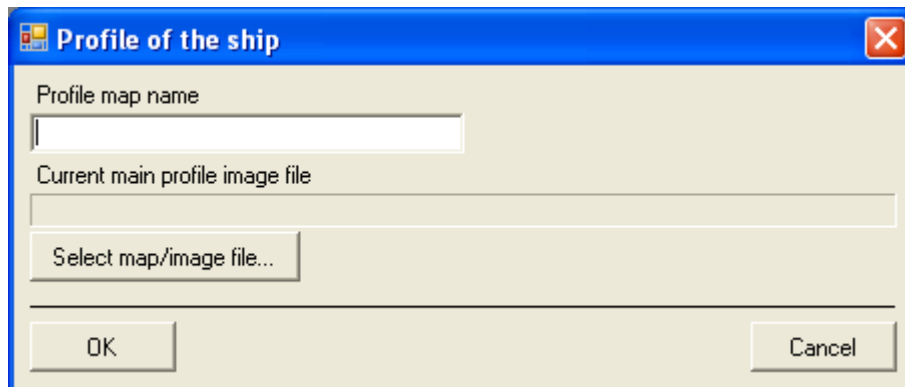 Profile of the ship
Profile map name
Current main profile image file
Select map/image file...
OK
Cancel